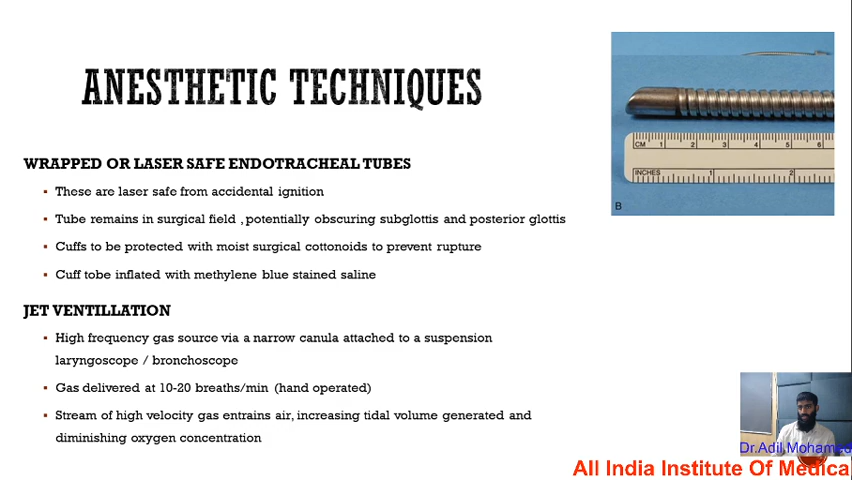 ANESTHETIC TECHNIQUES
WRAPPED OR LASER SAFE ENDOTRACHEAL TUBES
▪ These are laser safe from accidental ignition
▪ Tube remains in surgical field , potentially obscuring subglottis and posterior glottis
▪ Cuffs to be protected with moist surgical cottonoids to prevent rupture
▪ Cuff tobe inflated with methylene blue stained saline
JET VENTILLATION
▪ High frequency gas source via a narrow canula attached to a suspension
laryngoscope / bronchoscope
▪ Gas delivered at 10-20 breaths/min (hand operated)
▪ Stream of high velocity gas entrains air, increasing tidal volume generated and
diminishing oxygen concentration
CM 1 2 3 4 5 6
INCHES 1 2
B
Dr.Adil Mohamed
All India Institute Of Medica